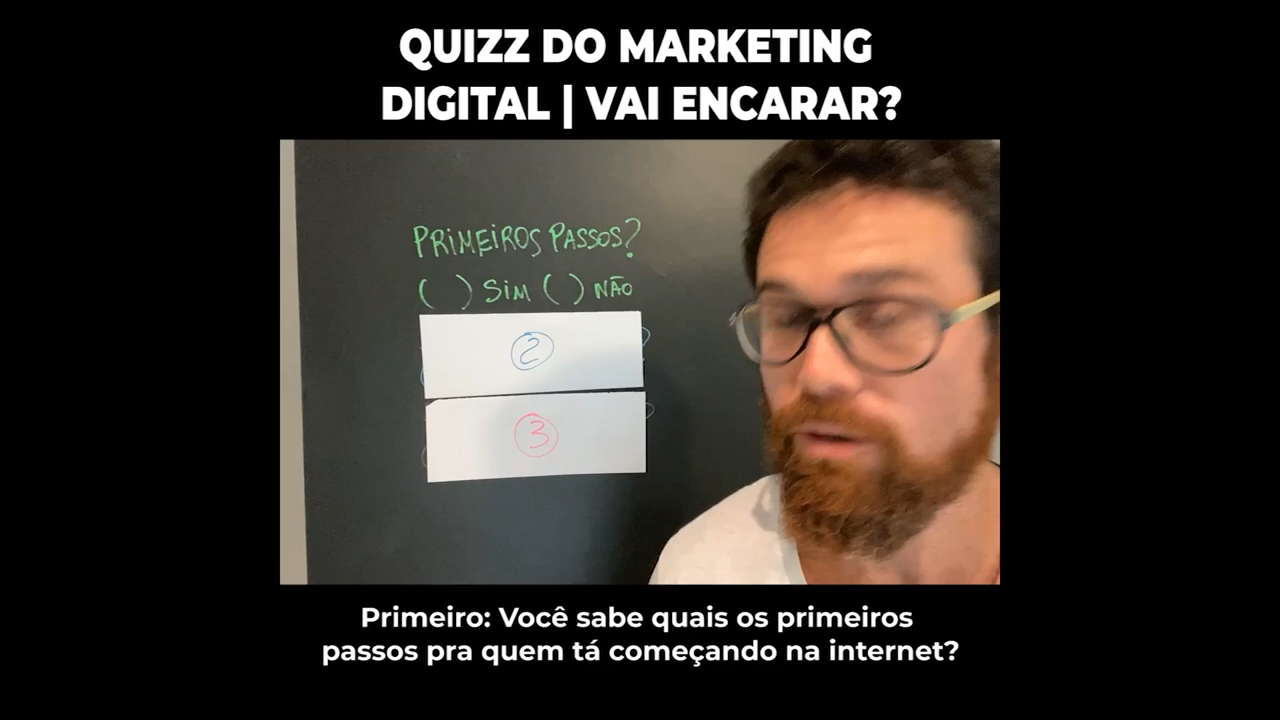 QUIZZ DO MARKETING
DIGITAL | VAI ENCARAR?
PRIMEIROS PASSOS?
( ) SIM ( ) NÃO
2
3
Primeiro: Você sabe quais os primeiros
passos pra quem tá começando na internet?